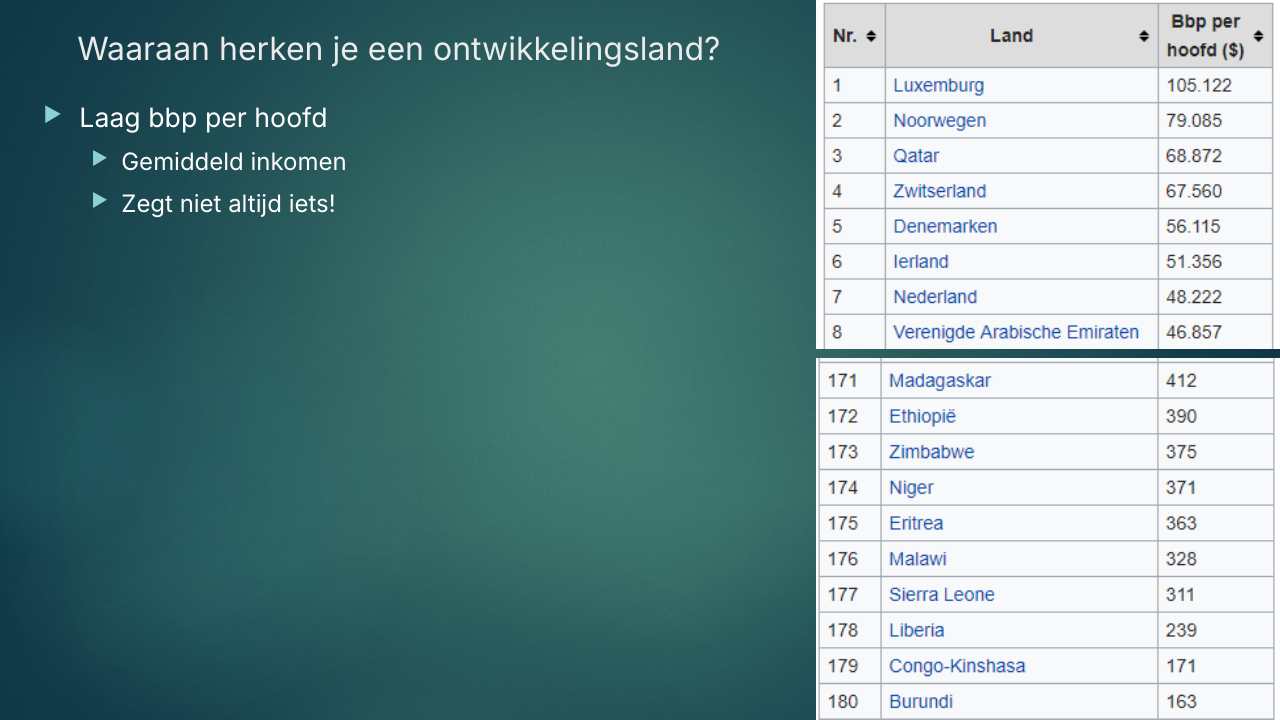 Waaraan herken je een ontwikkelingsland?
Laag bbp per hoofd
Gemiddeld inkomen
Zegt niet altijd iets!
Nr. Land Bbp per hoofd ($)
1 Luxemburg 105.122
2 Noorwegen 79.085
3 Qatar 68.872
4 Zwitserland 67.560
5 Denemarken 56.115
6 Ierland 51.356
7 Nederland 48.222
8 Verenigde Arabische Emiraten 46.857
171 Madagaskar 412
172 Ethiopië 390
173 Zimbabwe 375
174 Niger 371
175 Eritrea 363
176 Malawi 328
177 Sierra Leone 311
178 Liberia 239
179 Congo-Kinshasa 171
180 Burundi 163